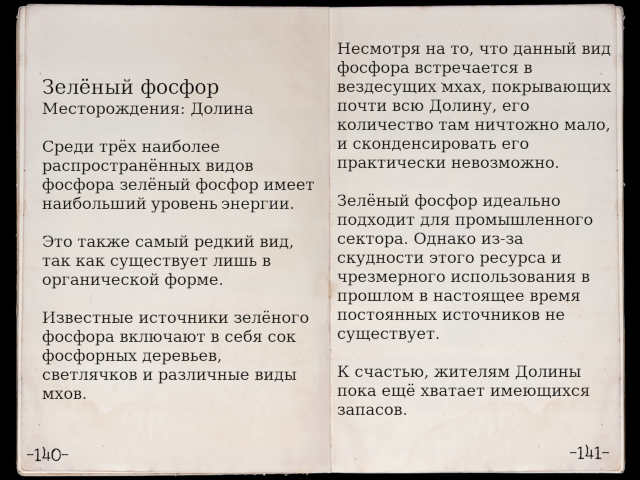 Зелёный фосфор
Месторождения: Долина
Среди трёх наиболее
распространённых видов
фосфора зелёный фосфор имеет
наибольший уровень энергии.
Это также самый редкий вид,
так как существует лишь в
органической форме.
Известные источники зелёного
фосфора включают в себя сок
фосфорных деревьев,
светлячков и различные виды
мхов.
-140-
Несмотря на то, что данный вид
фосфора встречается в
вездесущих мхах, покрывающих
почти всю Долину, его
количество там ничтожно мало,
и сконденсировать его
практически невозможно.
Зелёный фосфор идеально
подходит для промышленного
сектора. Однако из-за
скудности этого ресурса и
чрезмерного использования в
прошлом в настоящее время
постоянных источников не
существует.
К счастью, жителям Долины
пока ещё хватает имеющихся
запасов.
-141-